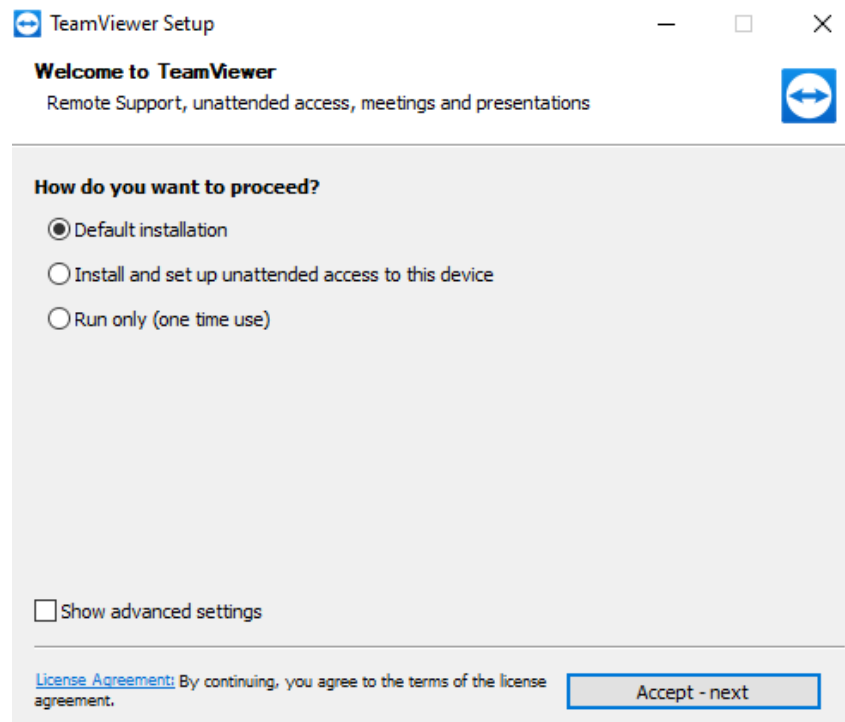 TeamViewer Setup
Welcome to TeamViewer
Remote Support, unattended access, meetings and presentations
How do you want to proceed?
Default installation
Install and set up unattended access to this device
Run only (one time use)
Show advanced settings
License Agreement: By continuing, you agree to the terms of the license
agreement.
Accept - next